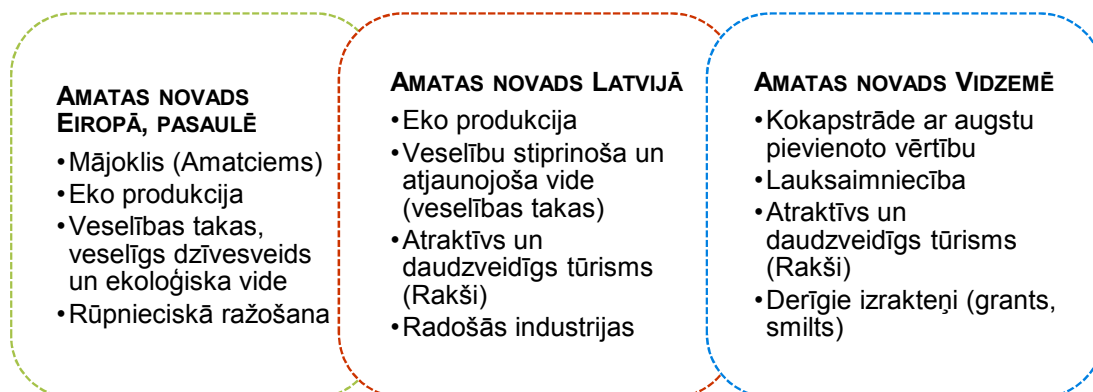 AMATAS NOVADS
EIROPĀ, PASAULĒ
•Mājoklis (Amatciems)
•Eko produkcija
•Veselības takas,
veselīgs dzīvesveids
un ekoloģiska vide
•Rūpnieciskā ražošana
AMATAS NOVADS LATVIJĀ
•Eko produkcija
•Veselību stiprinoša un
atjaunojoša vide
(veselības takas)
•Atraktīvs un
daudzveidīgs tūrisms
(Rakši)
•Radošās industrijas
AMATAS NOVADS VIDZEMĒ
•Kokapstrāde ar augstu
pievienoto vērtību
•Lauksaimniecība
•Atraktīvs un
daudzveidīgs tūrisms
(Rakši)
•Derīgie izrakteņi (grants,
smilts)